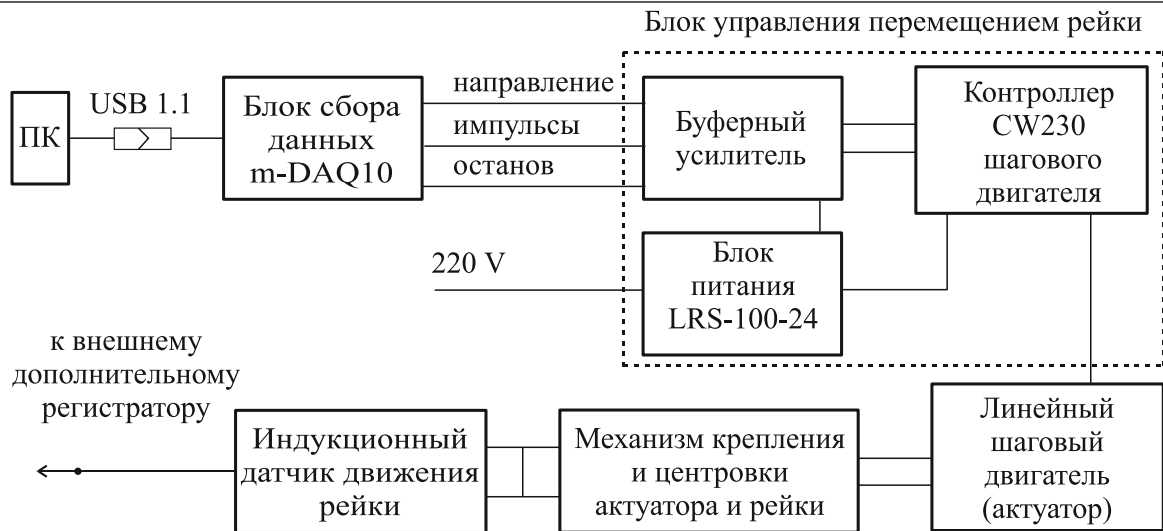 Блок управления перемещением рейки
ПК
USB 1.1
Блок сбора
данных
m-DAQ10
направление
импульсы
останов
Буферный
усилитель
Контроллер
CW230
шагового
двигателя
220 V
Блок
питания
LRS-100-24
к внешнему
дополнительному
регистратору
Индукционный
датчик движения
рейки
Механизм крепления
и центровки
актуатора и рейки
Линейный
шаговый
двигатель
(актуатор)